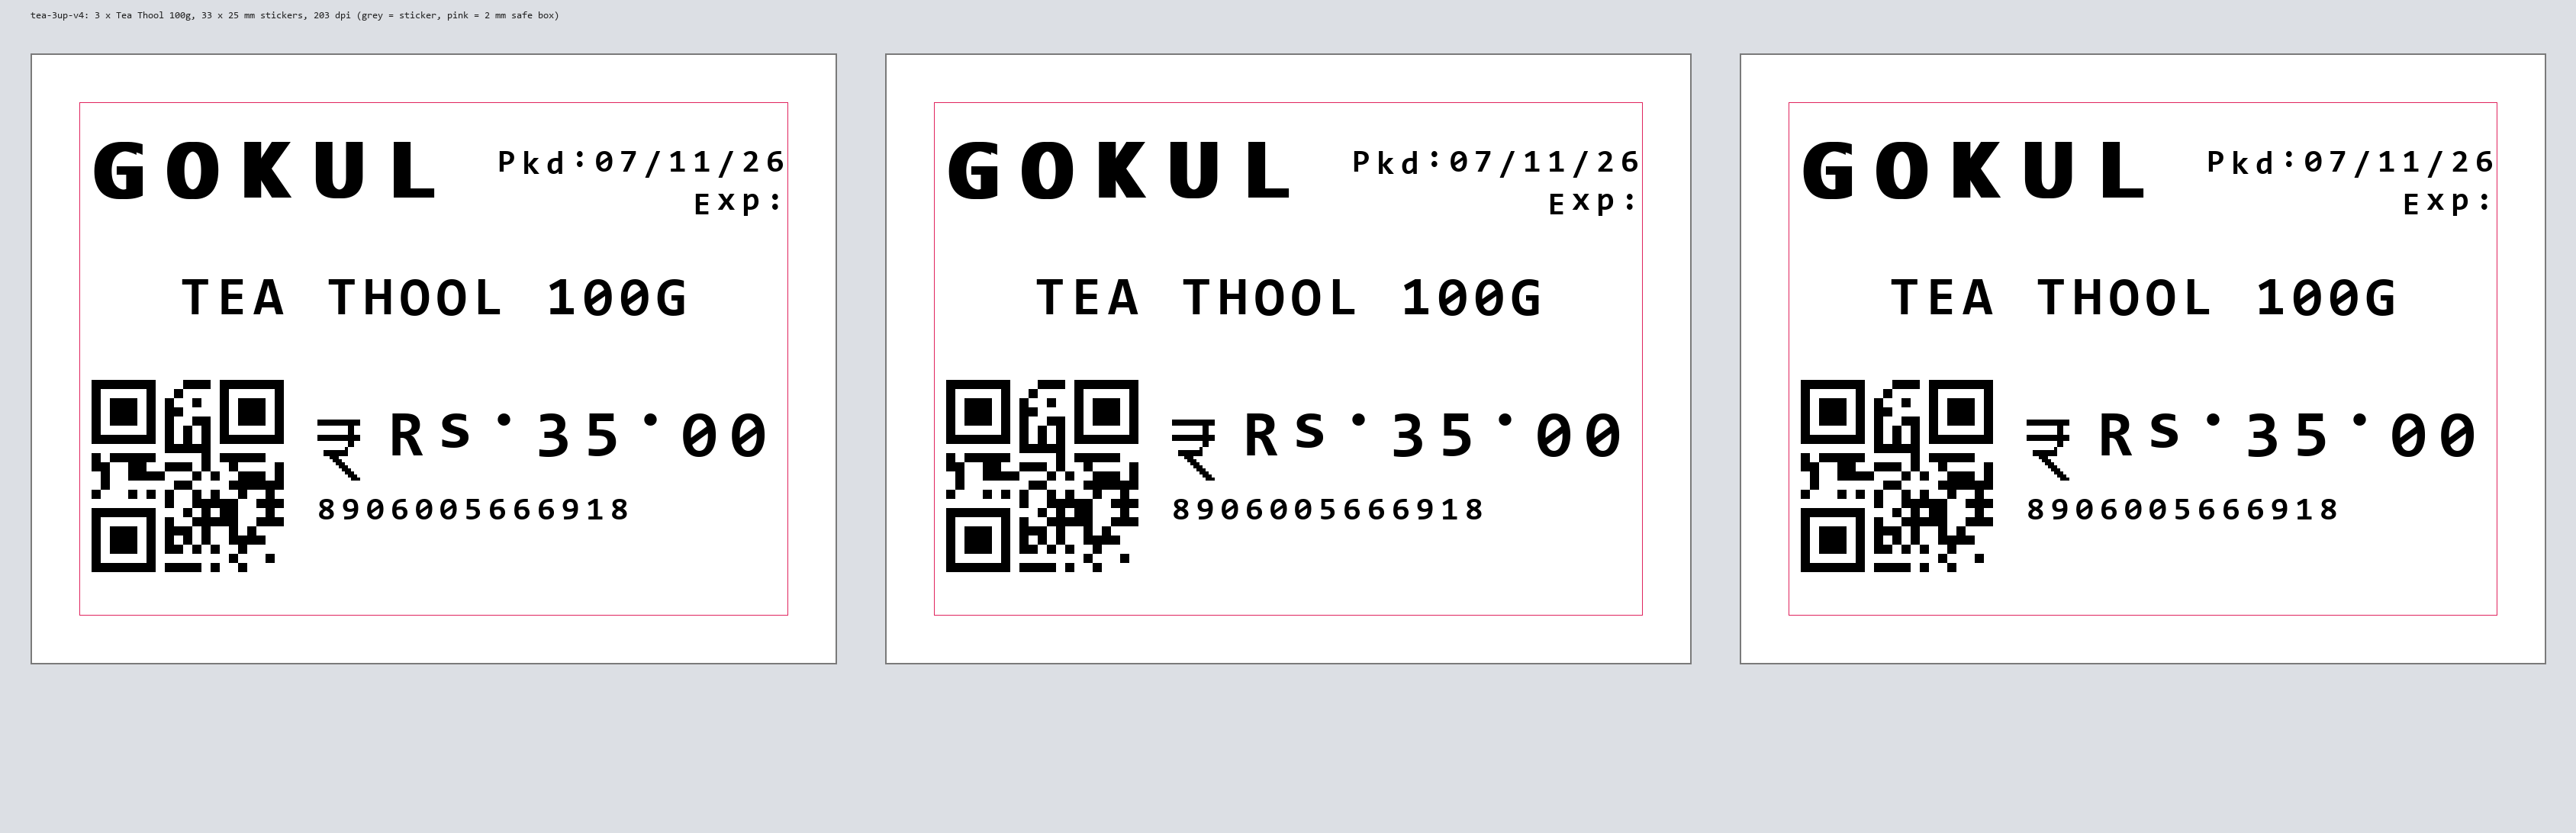 tea-3up-v4: 3 x Tea Thool 100g, 33 x 25 mm stickers, 203 dpi (grey = sticker, pink = 2 mm safe box)
GOKUL
Pkd:07/11/26
Exp:
TEA THOOL 100G
₹ RS.35.00
8906005666918
GOKUL
Pkd:07/11/26
Exp:
TEA THOOL 100G
₹ RS.35.00
8906005666918
GOKUL
Pkd:07/11/26
Exp:
TEA THOOL 100G
₹ RS.35.00
8906005666918